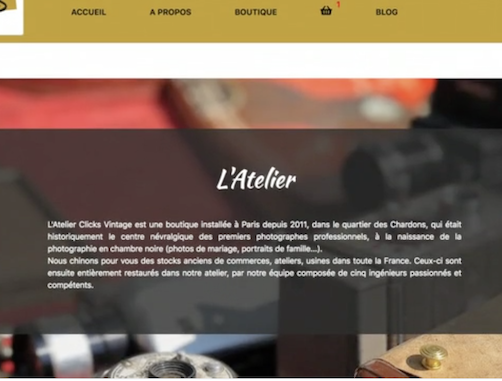 ACCUEIL A PROPOS BOUTIQUE 1 BLOG
L'Atelier
L'Atelier Clicks Vintage est une boutique installée à Paris depuis 2011, dans le quartier des Chardons, qui était
historiquement le centre névralgique des premiers photographes professionnels, à la naissance de la
photographie en chambre noire (photos de mariage, portraits de famille...).
Nous chinons pour vous des stocks anciens de commerces, ateliers, usines dans toute la France. Ceux-ci sont
ensuite entièrement restaurés dans notre atelier, par notre équipe composée de cinq ingénieurs passionnés et
compétents.